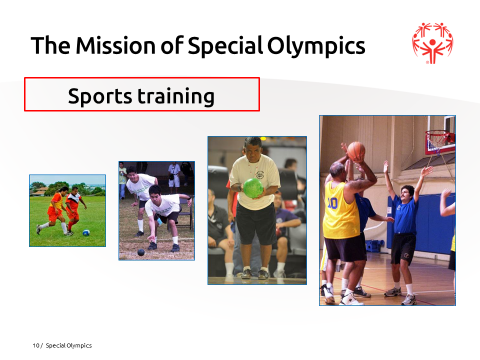 The Mission of Special Olympics
Sports training
10 / Special Olympics